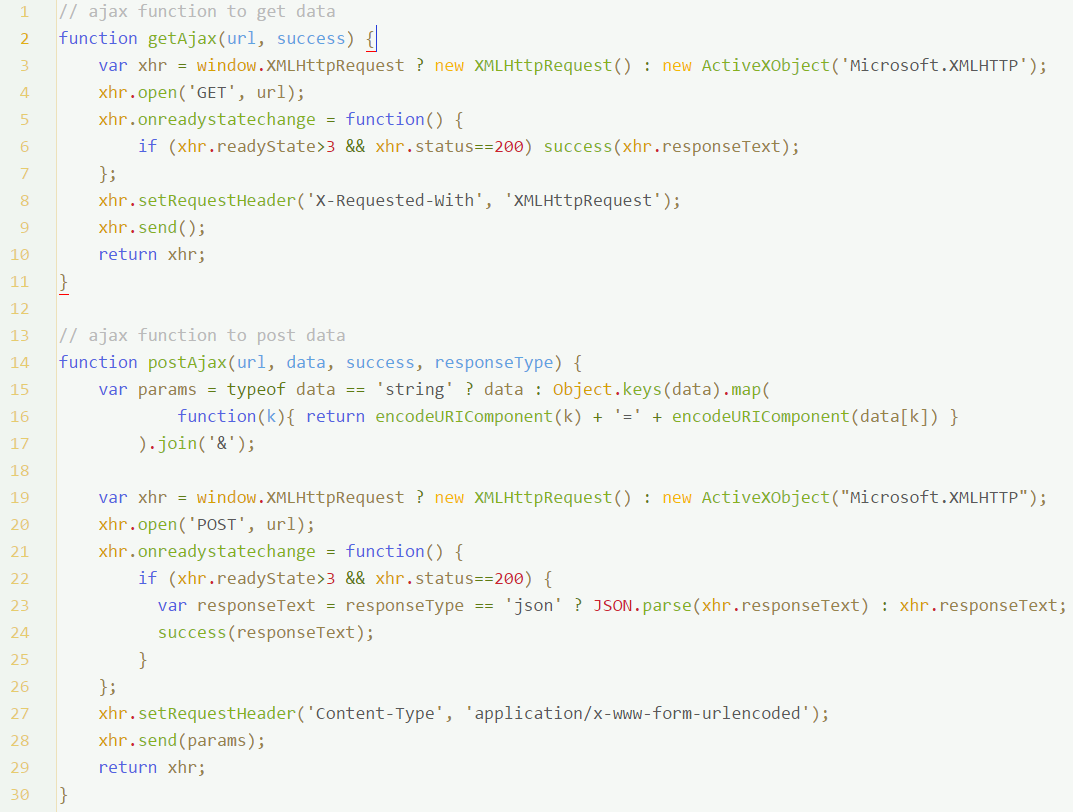 1 // ajax function to get data
2 function getAjax(url, success) {
3     var xhr = window.XMLHttpRequest ? new XMLHttpRequest() : new ActiveXObject('Microsoft.XMLHTTP');
4     xhr.open('GET', url);
5     xhr.onreadystatechange = function() {
6         if (xhr.readyState>3 && xhr.status==200) success(xhr.responseText);
7     };
8     xhr.setRequestHeader('X-Requested-With', 'XMLHttpRequest');
9     xhr.send();
10     return xhr;
11 }
12
13 // ajax function to post data
14 function postAjax(url, data, success, responseType) {
15     var params = typeof data == 'string' ? data : Object.keys(data).map(
16             function(k){ return encodeURIComponent(k) + '=' + encodeURIComponent(data[k]) }
17         ).join('&');
18
19     var xhr = window.XMLHttpRequest ? new XMLHttpRequest() : new ActiveXObject("Microsoft.XMLHTTP");
20     xhr.open('POST', url);
21     xhr.onreadystatechange = function() {
22         if (xhr.readyState>3 && xhr.status==200) {
23           var responseText = responseType == 'json' ? JSON.parse(xhr.responseText) : xhr.responseText;
24           success(responseText);
25         }
26     };
27     xhr.setRequestHeader('Content-Type', 'application/x-www-form-urlencoded');
28     xhr.send(params);
29     return xhr;
30 }